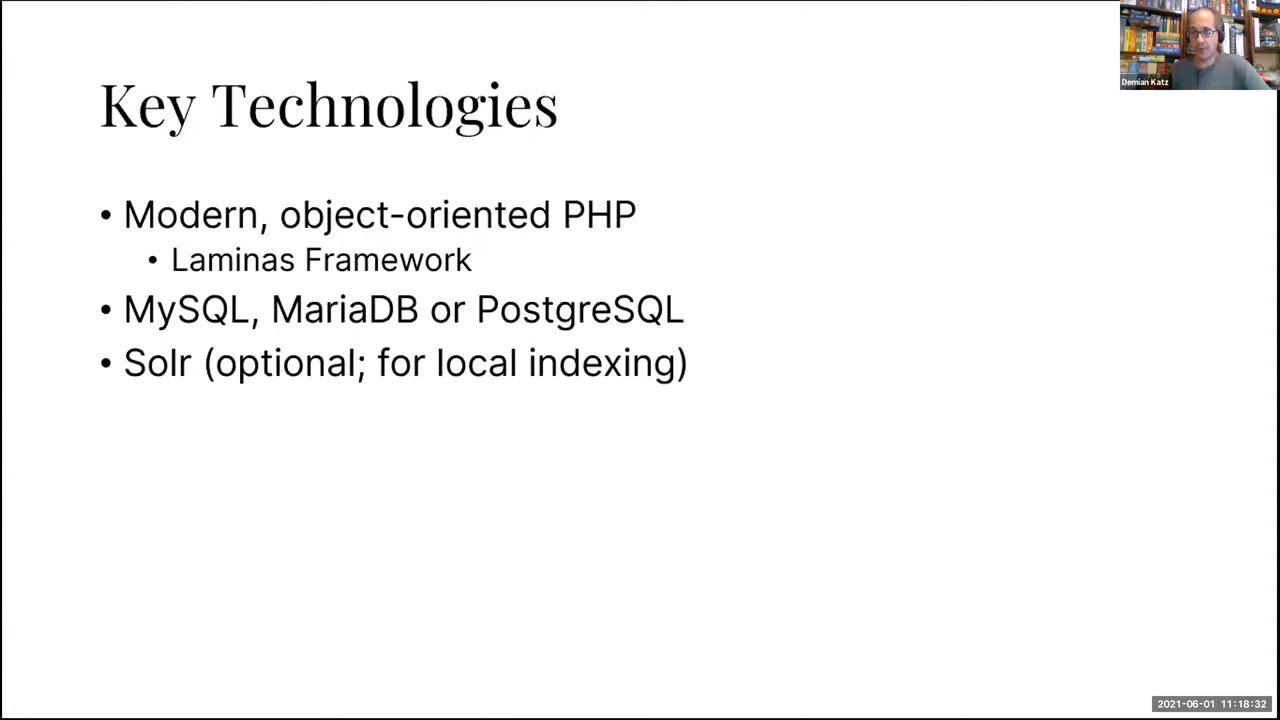 Key Technologies
• Modern, object-oriented PHP
• Laminas Framework
• MySQL, MariaDB or PostgreSQL
• Solr (optional; for local indexing)
Demian Katz
2021-06-01 11:18:32